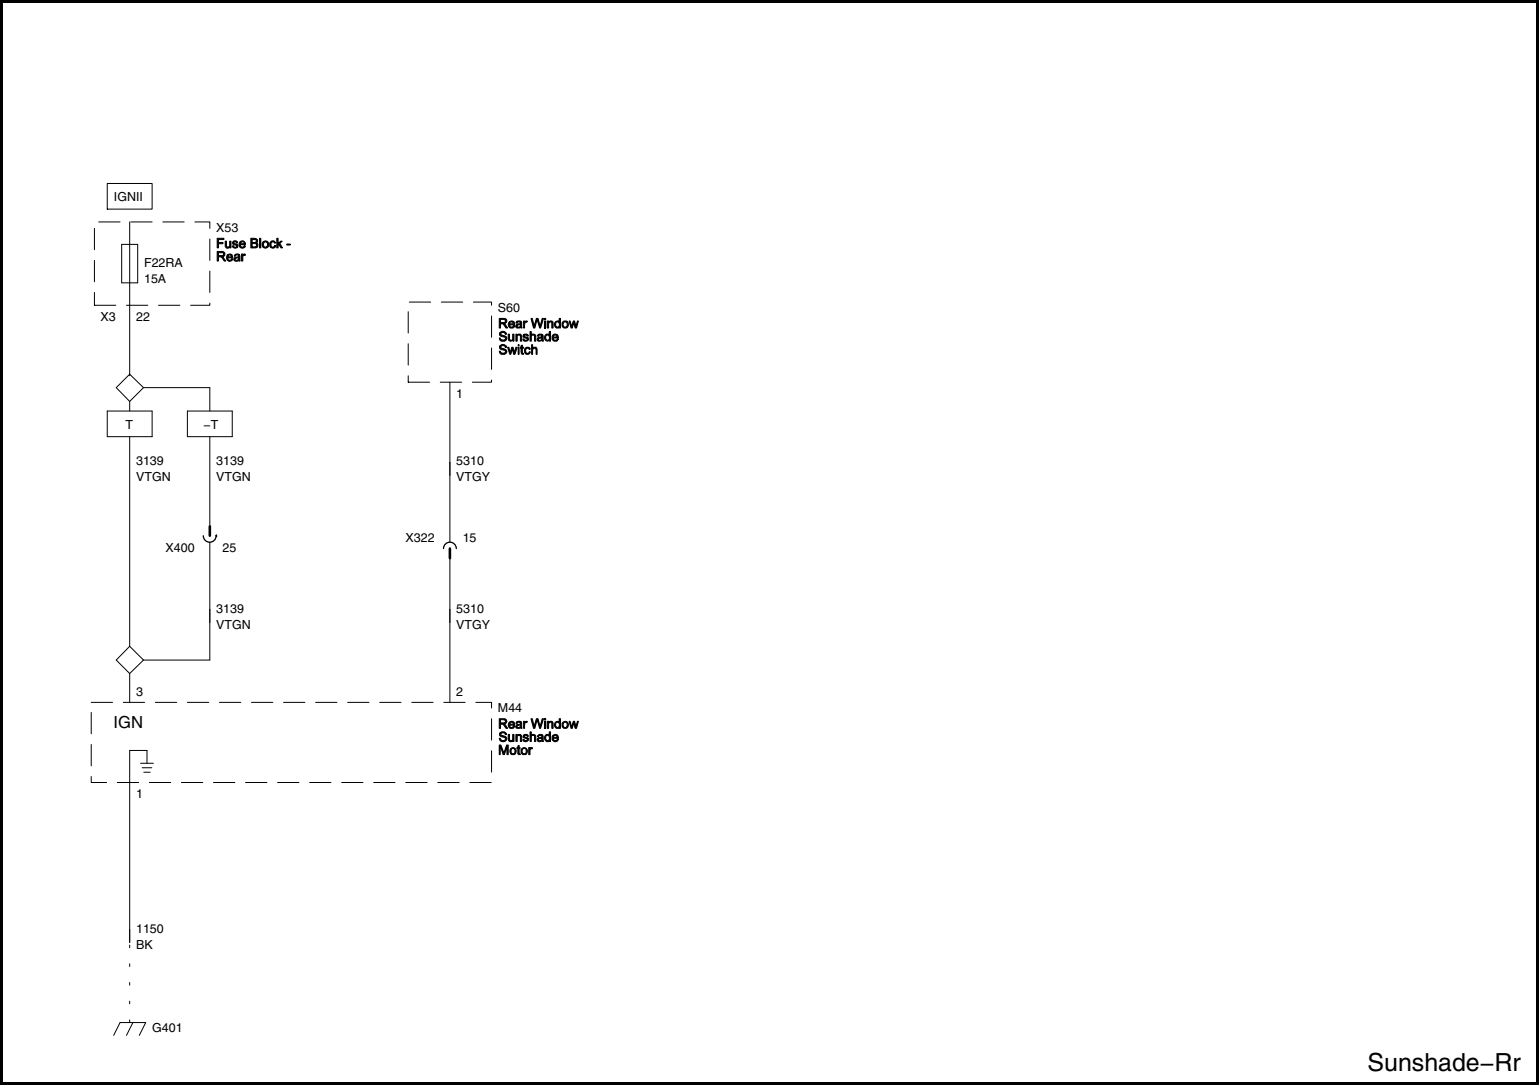 IGNII
X53
Fuse Block -
Rear
F22RA
15A
X3 22
S60
Rear Window
Sunshade
Switch
1
T
–T
3139
VTGN
3139
VTGN
5310
VTGY
X400 25
X322 15
3139
VTGN
5310
VTGY
3
2
M44
Rear Window
Sunshade
Motor
IGN
1
1150
BK
G401
Sunshade–Rr